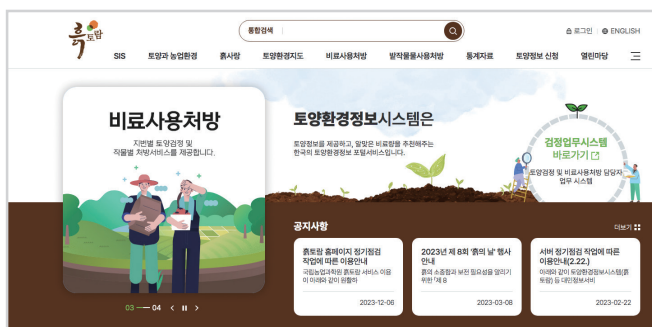 흙토람
통합검색
로그인
ENGLISH
SIS 토양과 농업환경 흙사랑 토양환경지도 비료사용처방 밭작물물사용처방 통계자료 토양정보 신청 열린마당
비료사용처방
지번별 토양검정 및
작물별 처방서비스를 제공합니다.
03 04
토양환경정보시스템은
토양정보를 제공하고, 알맞은 비료량을 추천해주는
한국의 토양환경정보 포털서비스입니다.
검정업무시스템
바로가기
토양검정 및 비료사용처방 담당자
업무 시스템
공지사항
더보기
흙토람 홈페이지 정기점검
작업에 따른 이용안내
국립농업과학원 흙토람 서비스 이용
이 아래와 같이 원활하
2023-12-06
2023년 제 8회 '흙의 날' 행사
안내
흙의 소중함과 보전 필요성을 알리기
위한 「제 8
2023-03-08
서버 정기점검 작업에 따른
이용안내(2.22.)
아래와 같이 토양환경정보시스템(흙
토람) 등 대민정보서비
2023-02-22